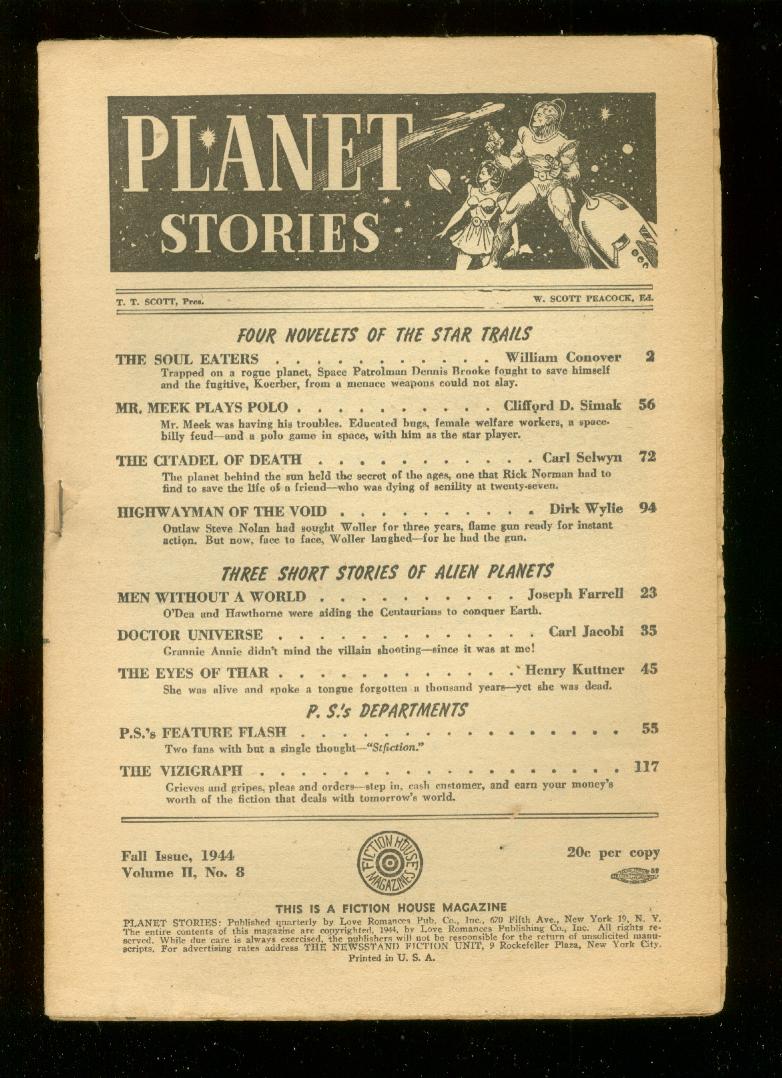 PLANET
STORIES
T. T. SCOTT, Pres. W. SCOTT PEACOCK, Ed.
FOUR NOVELETS OF THE STAR TRAILS
THE SOUL EATERS . . . . . . . . . . . William Conover 2
Trapped on a rogue planet, Space Patrolman Dennis Brooke fought to save himself
and the fugitive, Koerber, from a menace weapons could not slay.
MR. MEEK PLAYS POLO . . . . . . . . . . Clifford D. Simak 56
Mr. Meek was having his troubles. Educated bugs, female welfare workers, a space-
billy feud—and a polo game in space, with him as the star player.
THE CITADEL OF DEATH . . . . . . . . . . . Carl Selwyn 72
The planet behind the sun held the secret of the ages, one that Rick Norman had to
find to save the life of a friend—who was dying of senility at twenty-seven.
HIGHWAYMAN OF THE VOID . . . . . . . . . . Dirk Wylie 94
Outlaw Steve Nolan had sought Woller for three years, flame gun ready for instant
action. But now, face to face, Woller laughed—for he had the gun.
THREE SHORT STORIES OF ALIEN PLANETS
MEN WITHOUT A WORLD . . . . . . . . . . Joseph Farrell 23
O'Dea and Hawthorne were aiding the Centaurians to conquer Earth.
DOCTOR UNIVERSE . . . . . . . . . . . . . Carl Jacobi 35
Grannie Annie didn't mind the villain shooting—since it was at me!
THE EYES OF THAR . . . . . . . . . . . . Henry Kuttner 45
She was alive and spoke a tongue forgotten a thousand years—yet she was dead.
P. S.'s DEPARTMENTS
P.S.'s FEATURE FLASH . . . . . . . . . . . . . . . . 55
Two fans with but a single thought—"Stfiction."
THE VIZIGRAPH . . . . . . . . . . . . . . . . . . 117
Grieves and gripes, pleas and orders—step in, cash customer, and earn your money's
worth of the fiction that deals with tomorrow's world.
Fall Issue, 1944
Volume II, No. 8
FICTION HOUSE
MAGAZINES
20c per copy
THIS IS A FICTION HOUSE MAGAZINE
PLANET STORIES: Published quarterly by Love Romances Pub. Co., Inc., 670 Fifth Ave., New York 19, N. Y.
The entire contents of this magazine are copyrighted, 1944, by Love Romances Publishing Co., Inc. All rights re-
served. While due care is always exercised, the publishers will not be responsible for the return of unsolicited manu-
scripts. For advertising rates address THE NEWSSTAND FICTION UNIT, 9 Rockefeller Plaza, New York City.
Printed in U. S. A.